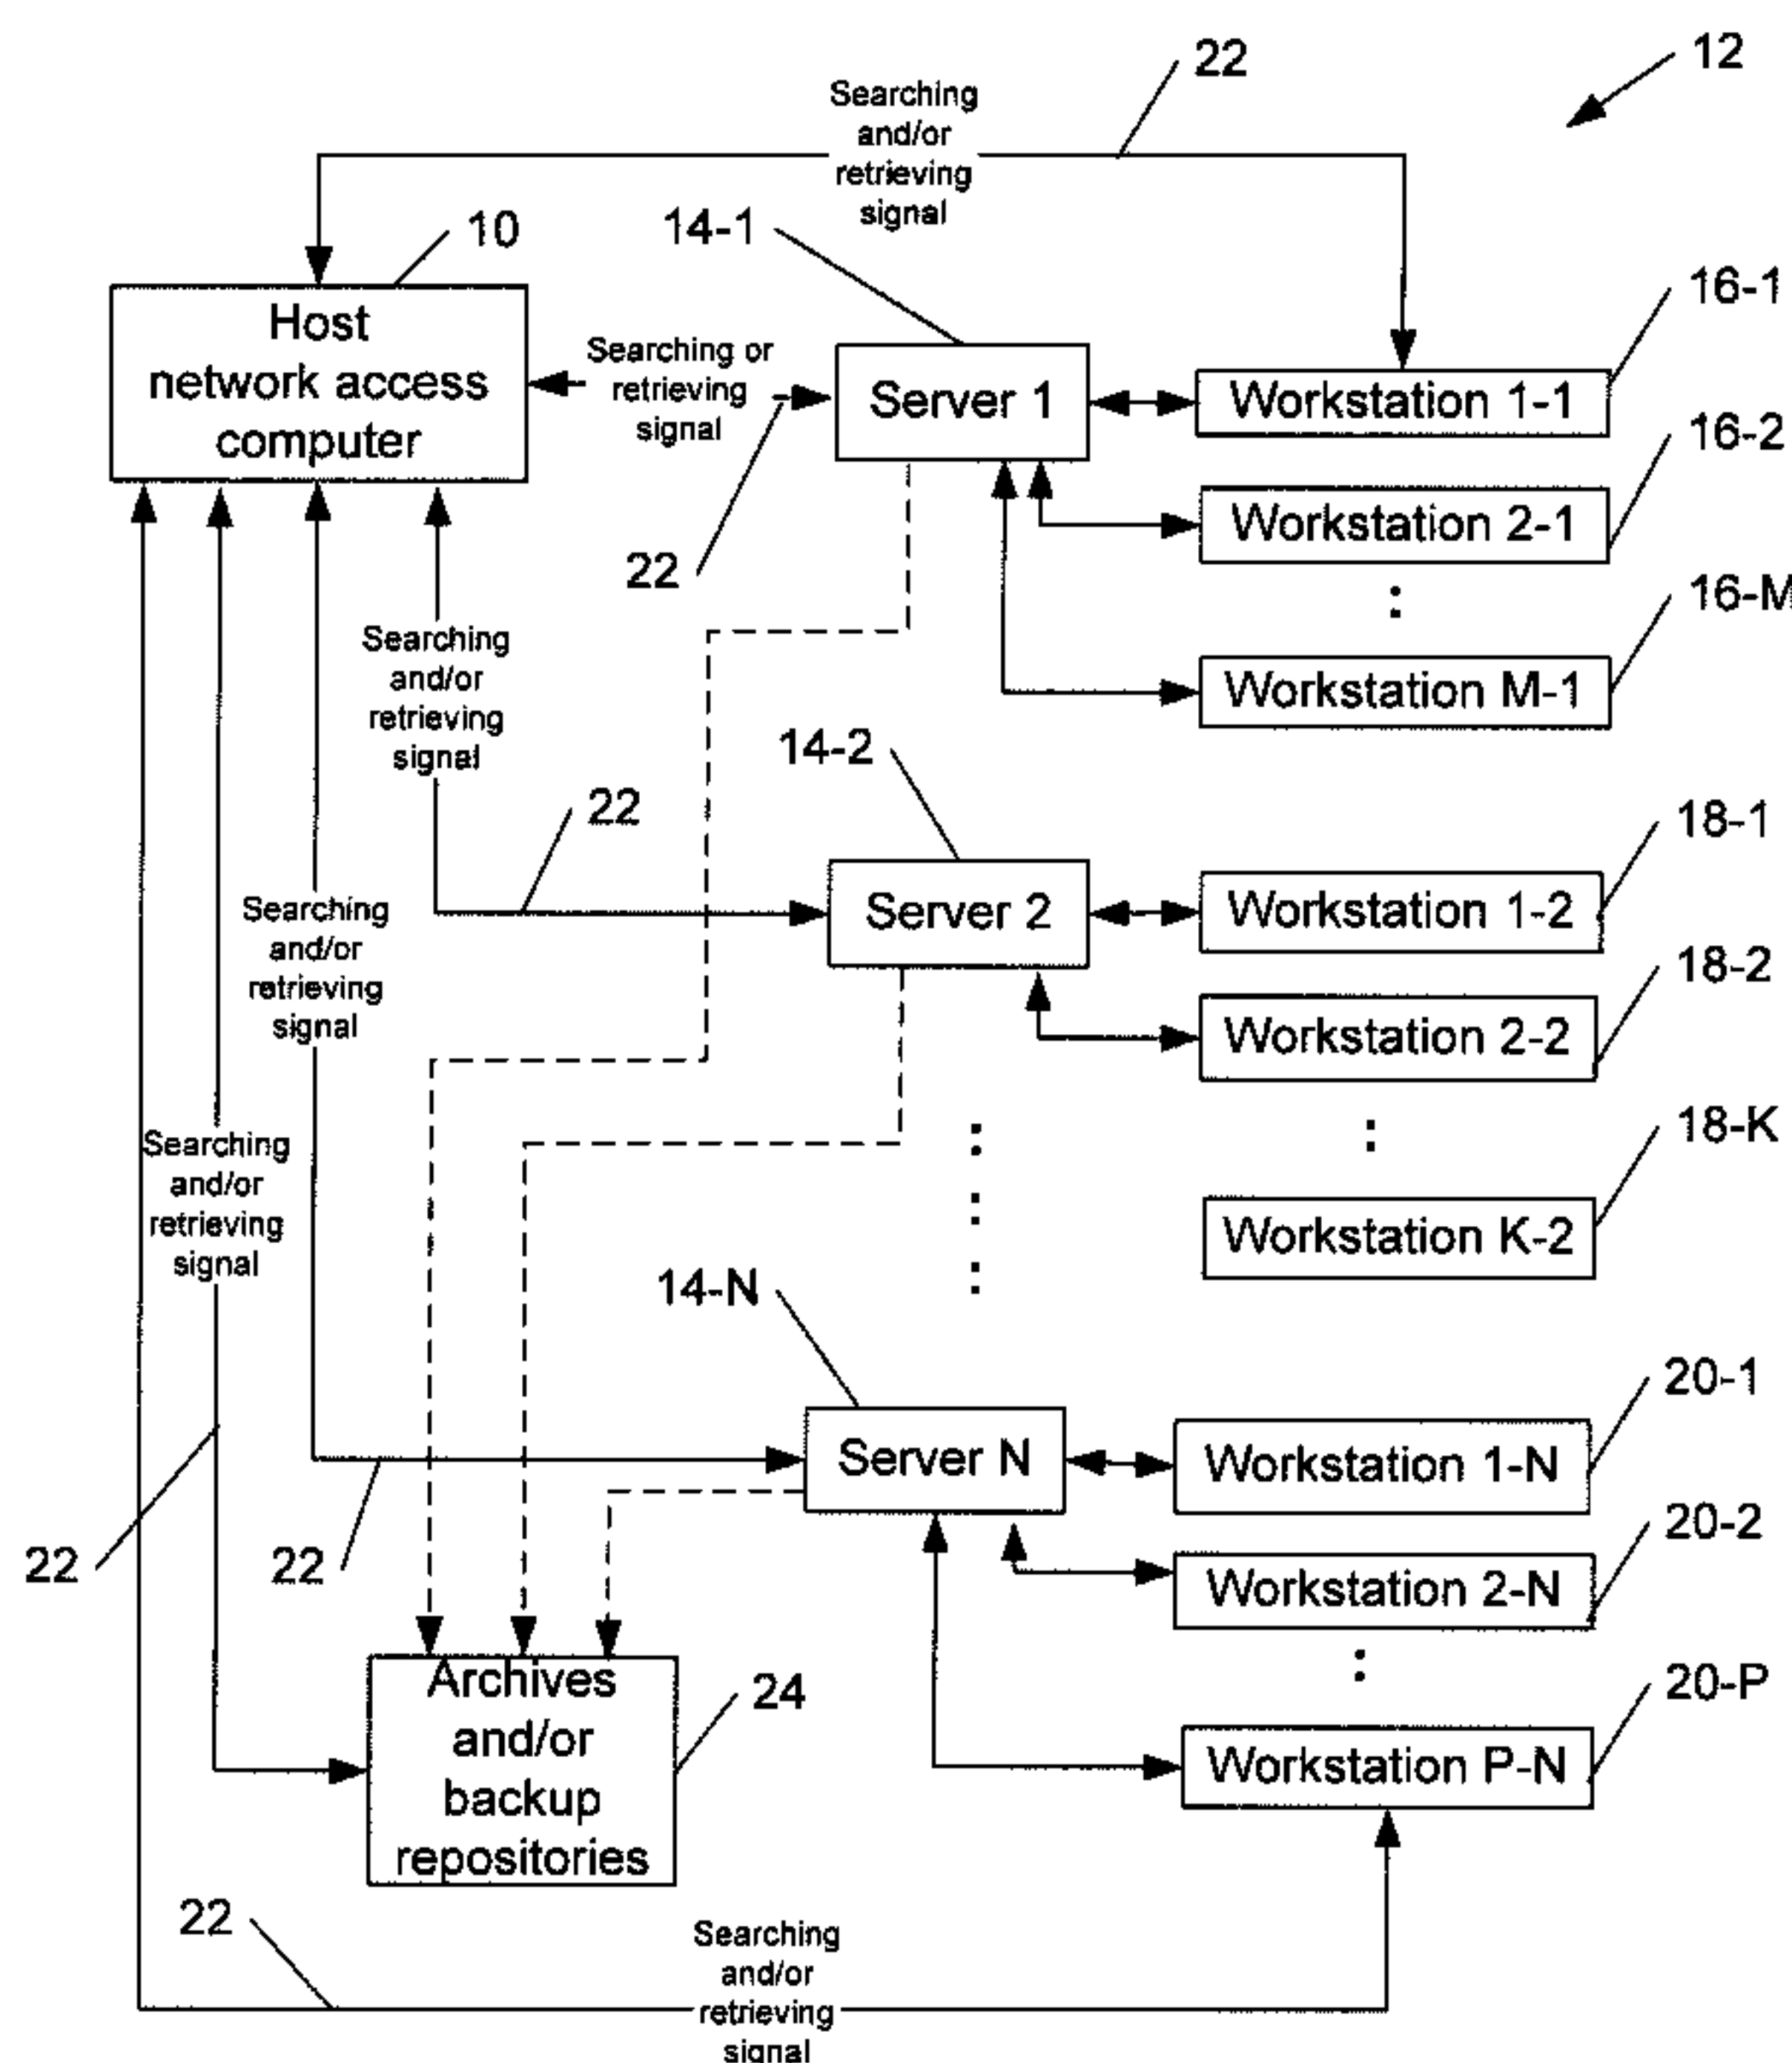 22
12
Searching
and/or
retrieving
signal
10
14-1
16-1
Host
network access
computer
Searching or
retrieving
signal
Server 1
Workstation 1-1
16-2
22
Workstation 2-1
16-M
Searching
and/or
retrieving
signal
Workstation M-1
14-2
22
18-1
Server 2
Workstation 1-2
Searching
and/or
retrieving
signal
18-2
Workstation 2-2
18-K
Searching
and/or
retrieving
signal
Workstation K-2
14-N
20-1
Server N
Workstation 1-N
20-2
22
22
Workstation 2-N
20-P
Archives
and/or
backup
repositories
24
Workstation P-N
22
Searching
and/or
retrieving
signal